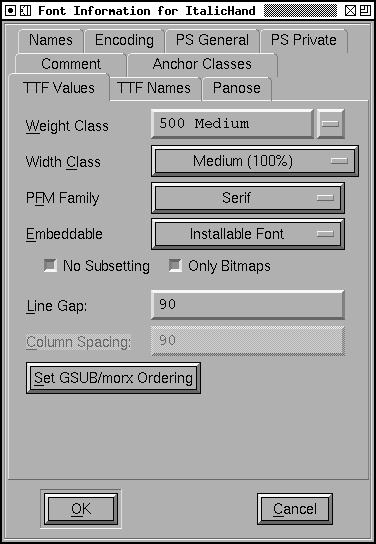 Font Information for ItalicHand
Names Encoding PS General PS Private
Comment Anchor Classes
TTF Values TTF Names Panose
Weight Class 500 Medium
Width Class Medium (100%)
PFM Family Serif
Embeddable Installable Font
No Subsetting Only Bitmaps
Line Gap: 90
Column Spacing: 90
Set GSUB/morx Ordering
OK Cancel